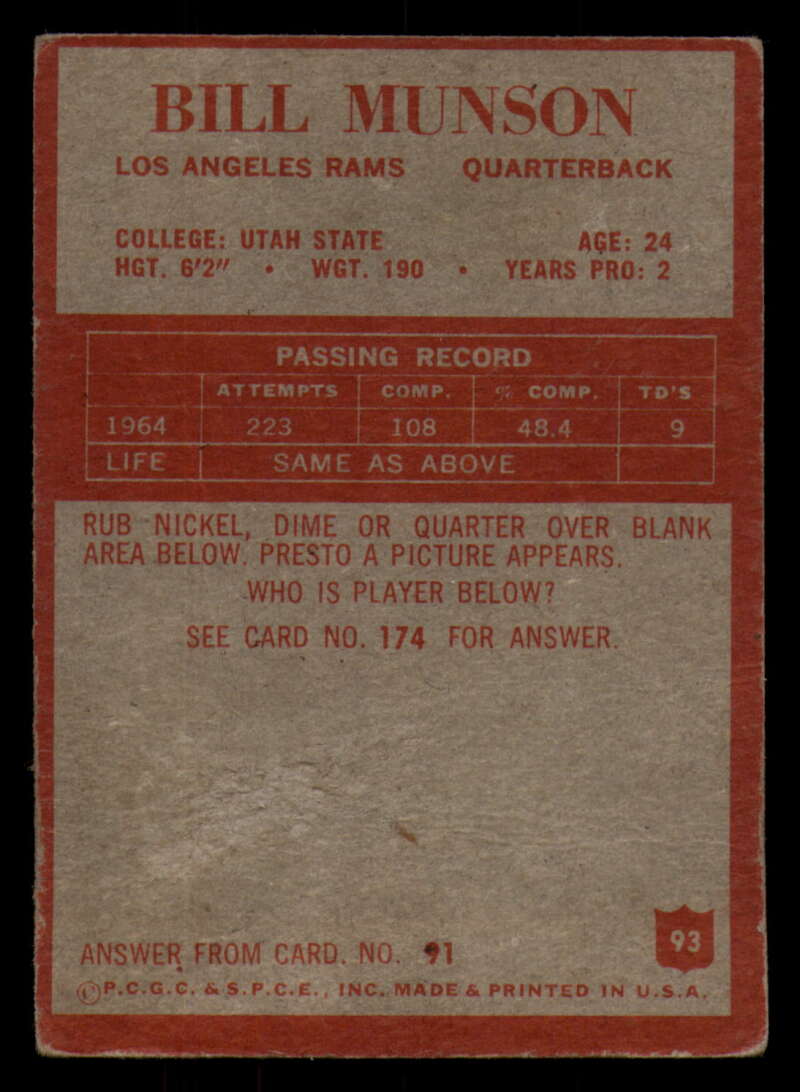 BILL MUNSON
LOS ANGELES RAMS QUARTERBACK
COLLEGE: UTAH STATE AGE: 24
HGT. 6'2" • WGT. 190 • YEARS PRO: 2
PASSING RECORD
ATTEMPTS COMP. % COMP. TD'S
1964 223 108 48.4 9
LIFE SAME AS ABOVE
RUB NICKEL, DIME OR QUARTER OVER BLANK
AREA BELOW. PRESTO A PICTURE APPEARS.
WHO IS PLAYER BELOW?
SEE CARD NO. 174 FOR ANSWER.
93
ANSWER FROM CARD. NO. 91
©P.C.G.C. & S.P.C.E., INC. MADE & PRINTED IN U.S.A.